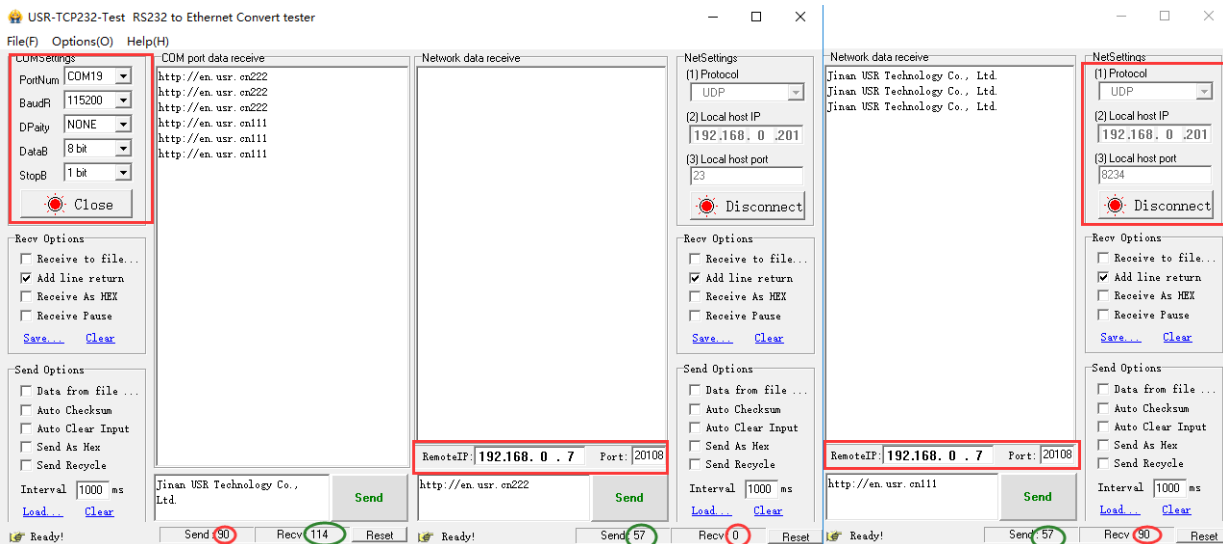 USR-TCP232-Test RS232 to Ethernet Convert tester
File(F) Options(O) Help(H)
COMSettings
PortNum COM19
BaudR 115200
DPaity NONE
DataB 8 bit
StopB 1 bit
Close
Recv Options
Receive to file...
Add line return
Receive As HEX
Receive Pause
Save... Clear
Send Options
Data from file ...
Auto Checksum
Auto Clear Input
Send As Hex
Send Recycle
Interval 1000 ms
Load... Clear
Ready!
COM port data receive
http://en.usr.cn222
http://en.usr.cn222
http://en.usr.cn222
http://en.usr.cn111
http://en.usr.cn111
http://en.usr.cn111
Jinan USR Technology Co.,
Ltd.
Send
Send:90 Recv:114 Reset
Network data receive
RemoteIP: 192.168. 0 . 7 Port: 20108
http://en.usr.cn222
Send
Ready! Send:57 Recv:0 Reset
NetSettings
(1) Protocol
UDP
(2) Local host IP
192.168. 0 .201
(3) Local host port
23
Disconnect
Recv Options
Receive to file...
Add line return
Receive As HEX
Receive Pause
Save... Clear
Send Options
Data from file ...
Auto Checksum
Auto Clear Input
Send As Hex
Send Recycle
Interval 1000 ms
Load... Clear
Network data receive
Jinan USR Technology Co., Ltd.
Jinan USR Technology Co., Ltd.
Jinan USR Technology Co., Ltd.
RemoteIP: 192.168. 0 . 7 Port: 20108
http://en.usr.cn111
Send
Ready! Send:57 Recv:90 Reset
NetSettings
(1) Protocol
UDP
(2) Local host IP
192.168. 0 .201
(3) Local host port
8234
Disconnect
Recv Options
Receive to file...
Add line return
Receive As HEX
Receive Pause
Save... Clear
Send Options
Data from file ...
Auto Checksum
Auto Clear Input
Send As Hex
Send Recycle
Interval 1000 ms
Load... Clear